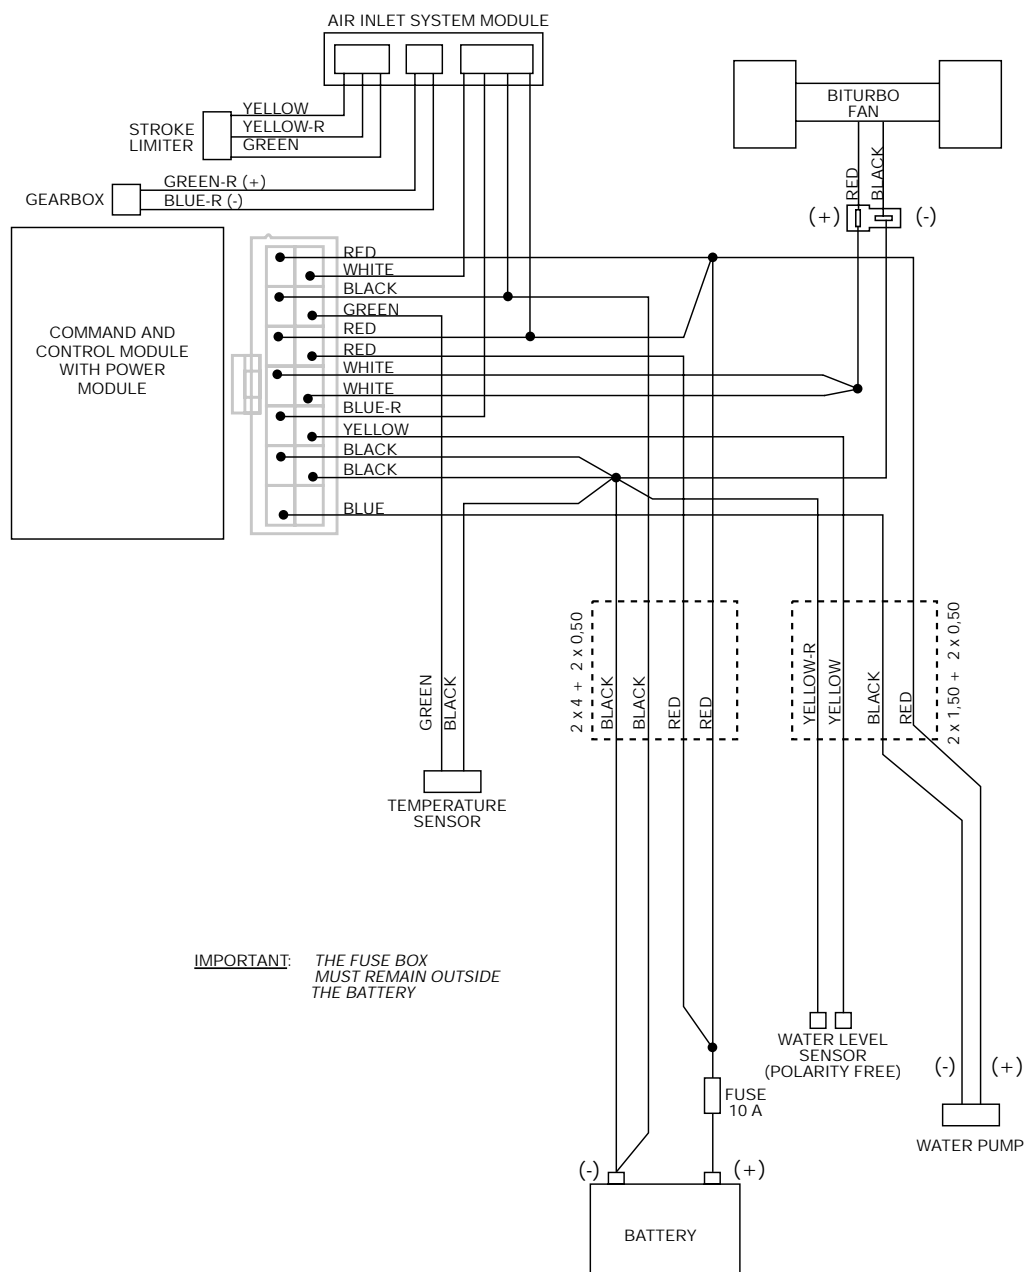 AIR INLET SYSTEM MODULE
BITURBO
FAN
YELLOW
YELLOW-R
GREEN
STROKE
LIMITER
RED
BLACK
GREEN-R (+)
BLUE-R (-)
GEARBOX
(+)
(-)
COMMAND AND
CONTROL MODULE
WITH POWER
MODULE
RED
WHITE
BLACK
GREEN
RED
RED
WHITE
WHITE
BLUE-R
YELLOW
BLACK
BLACK
BLUE
GREEN
BLACK
2 x 4 + 2 x 0,50
BLACK
BLACK
RED
RED
YELLOW-R
YELLOW
BLACK
RED
2 x 1,50 + 2 x 0,50
TEMPERATURE
SENSOR
IMPORTANT: THE FUSE BOX
MUST REMAIN OUTSIDE
THE BATTERY
WATER LEVEL
SENSOR
(POLARITY FREE)
(-)
(+)
FUSE
10 A
WATER PUMP
(-)
(+)
BATTERY